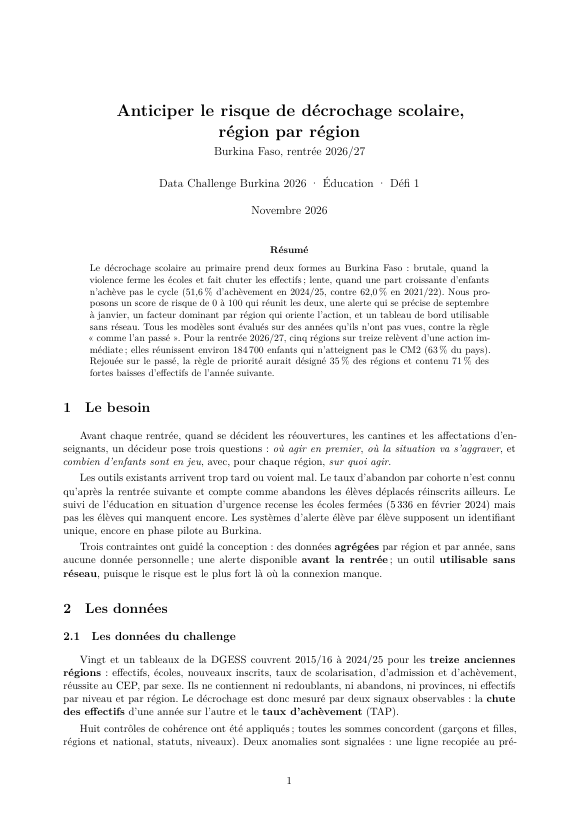 Anticiper le risque de décrochage scolaire,
région par région
Burkina Faso, rentrée 2026/27
Data Challenge Burkina 2026 · Éducation · Défi 1
Novembre 2026
Résumé
Le décrochage scolaire au primaire prend deux formes au Burkina Faso : brutale, quand la
violence ferme les écoles et fait chuter les effectifs ; lente, quand une part croissante d'enfants
n'achève pas le cycle (51,6 % d'achèvement en 2024/25, contre 62,0 % en 2021/22). Nous pro-
posons un score de risque de 0 à 100 qui réunit les deux, une alerte qui se précise de septembre
à janvier, un facteur dominant par région qui oriente l'action, et un tableau de bord utilisable
sans réseau. Tous les modèles sont évalués sur des années qu'ils n'ont pas vues, contre la règle
« comme l'an passé ». Pour la rentrée 2026/27, cinq régions sur treize relèvent d'une action im-
médiate ; elles réunissent environ 184 700 enfants qui n'atteignent pas le CM2 (63 % du pays).
Rejouée sur le passé, la règle de priorité aurait désigné 35 % des régions et contenu 71 % des
fortes baisses d'effectifs de l'année suivante.
1 Le besoin
Avant chaque rentrée, quand se décident les réouvertures, les cantines et les affectations d'en-
seignants, un décideur pose trois questions : où agir en premier, où la situation va s'aggraver, et
combien d'enfants sont en jeu, avec, pour chaque région, sur quoi agir.
Les outils existants arrivent trop tard ou voient mal. Le taux d'abandon par cohorte n'est connu
qu'après la rentrée suivante et compte comme abandons les élèves déplacés réinscrits ailleurs. Le
suivi de l'éducation en situation d'urgence recense les écoles fermées (5 336 en février 2024) mais
pas les élèves qui manquent encore. Les systèmes d'alerte élève par élève supposent un identifiant
unique, encore en phase pilote au Burkina.
Trois contraintes ont guidé la conception : des données agrégées par région et par année, sans
aucune donnée personnelle ; une alerte disponible avant la rentrée ; un outil utilisable sans
réseau, puisque le risque est le plus fort là où la connexion manque.
2 Les données
2.1 Les données du challenge
Vingt et un tableaux de la DGESS couvrent 2015/16 à 2024/25 pour les treize anciennes
régions : effectifs, écoles, nouveaux inscrits, taux de scolarisation, d'admission et d'achèvement,
réussite au CEP, par sexe. Ils ne contiennent ni redoublants, ni abandons, ni provinces, ni effectifs
par niveau et par région. Le décrochage est donc mesuré par deux signaux observables : la chute
des effectifs d'une année sur l'autre et le taux d'achèvement (TAP).
Huit contrôles de cohérence ont été appliqués ; toutes les sommes concordent (garçons et filles,
régions et national, statuts, niveaux). Deux anomalies sont signalées : une ligne recopiée au pré-
1